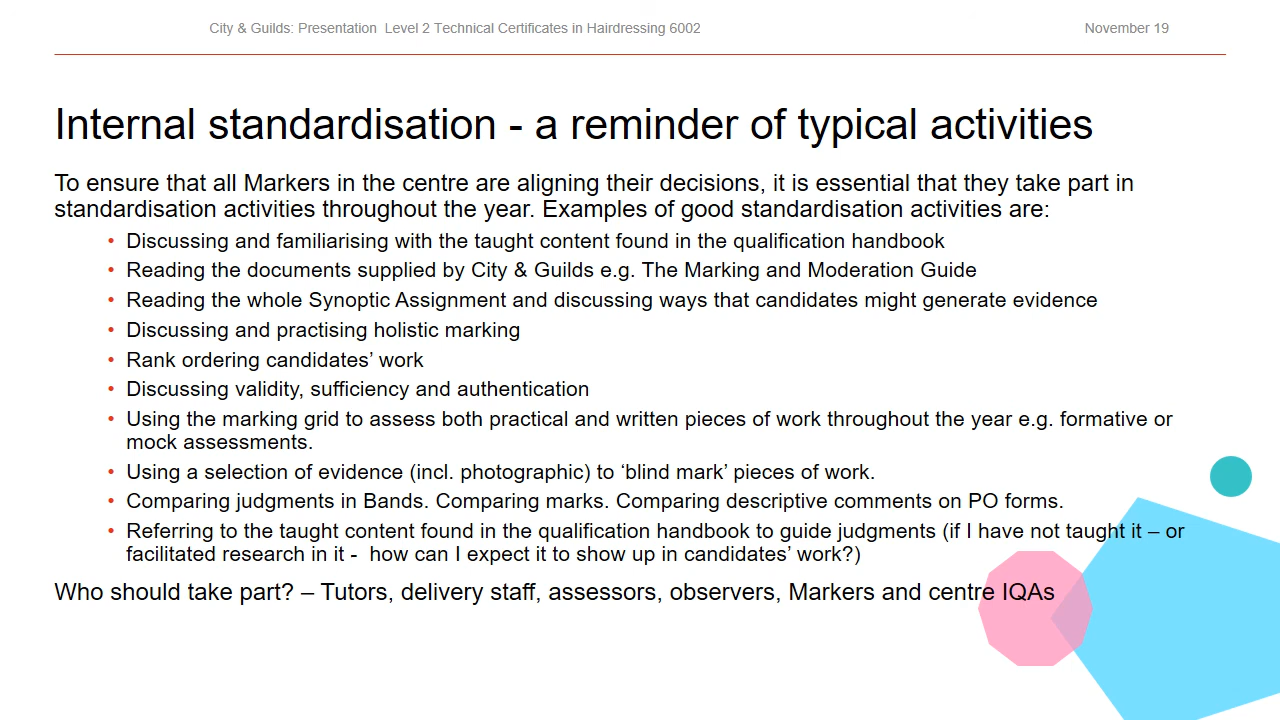 City & Guilds: Presentation  Level 2 Technical Certificates in Hairdressing 6002
November 19
Internal standardisation - a reminder of typical activities
To ensure that all Markers in the centre are aligning their decisions, it is essential that they take part in
standardisation activities throughout the year. Examples of good standardisation activities are:
• Discussing and familiarising with the taught content found in the qualification handbook
• Reading the documents supplied by City & Guilds e.g. The Marking and Moderation Guide
• Reading the whole Synoptic Assignment and discussing ways that candidates might generate evidence
• Discussing and practising holistic marking
• Rank ordering candidates’ work
• Discussing validity, sufficiency and authentication
• Using the marking grid to assess both practical and written pieces of work throughout the year e.g. formative or
mock assessments.
• Using a selection of evidence (incl. photographic) to ‘blind mark’ pieces of work.
• Comparing judgments in Bands. Comparing marks. Comparing descriptive comments on PO forms.
• Referring to the taught content found in the qualification handbook to guide judgments (if I have not taught it – or
facilitated research in it -  how can I expect it to show up in candidates’ work?)
Who should take part? – Tutors, delivery staff, assessors, observers, Markers and centre IQAs